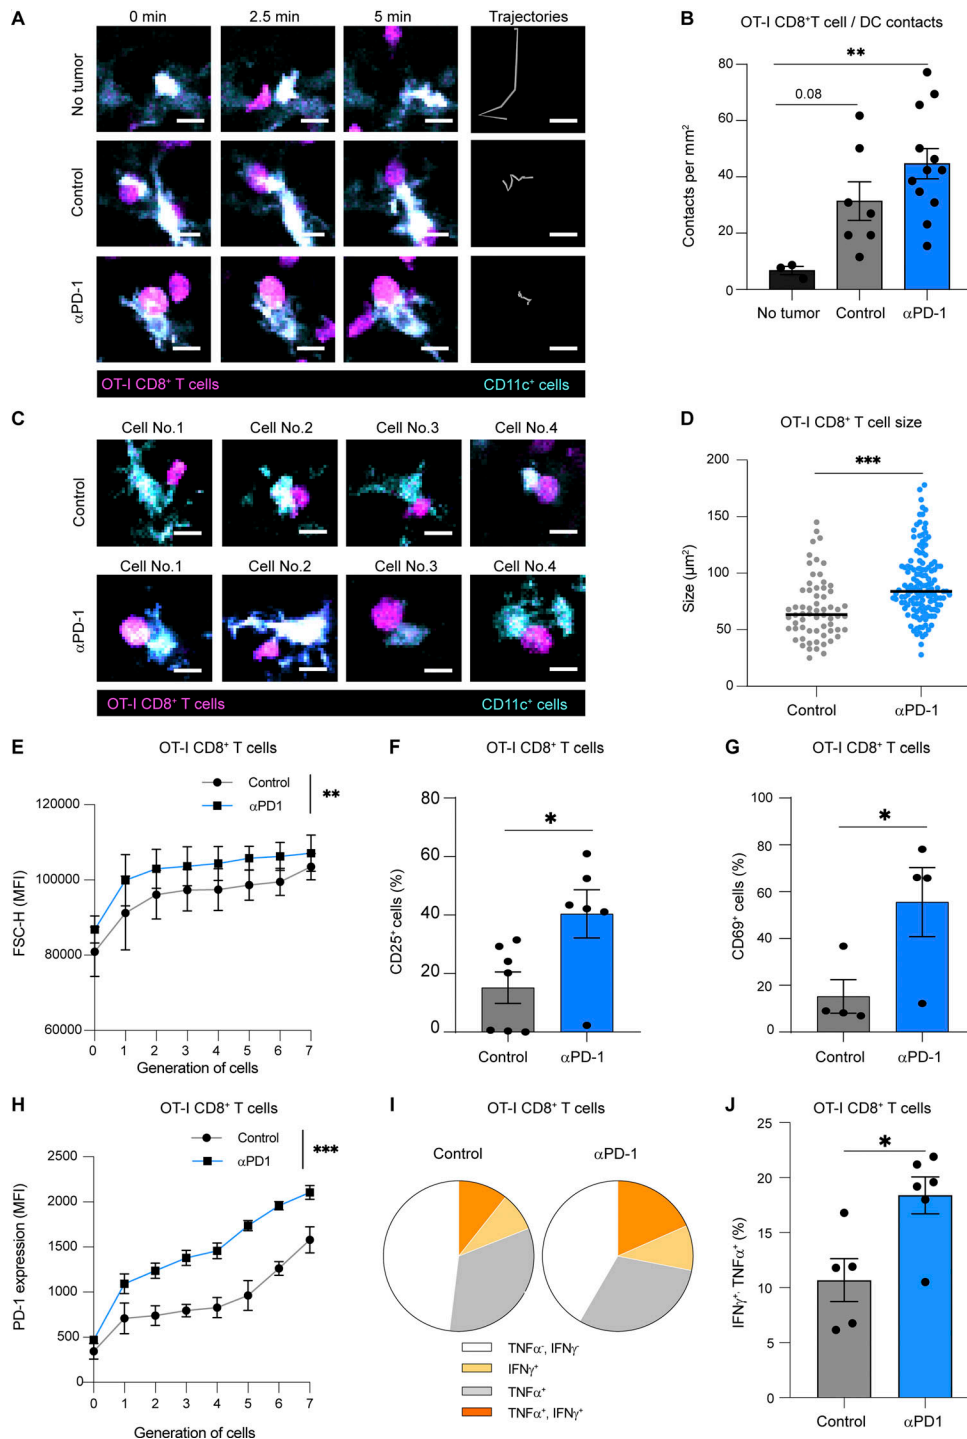 A
0 min 2.5 min 5 min Trajectories
No tumor
Control
αPD-1
OT-I CD8⁺ T cells CD11c⁺ cells
B
OT-I CD8⁺T cell / DC contacts
**
0.08
Contacts per mm²
80
60
40
20
0
No tumor Control αPD-1
C
Cell No.1 Cell No.2 Cell No.3 Cell No.4
Control
Cell No.1 Cell No.2 Cell No.3 Cell No.4
αPD-1
OT-I CD8⁺ T cells CD11c⁺ cells
D
OT-I CD8⁺ T cell size
***
Size (μm²)
200
150
100
50
0
Control αPD-1
E
OT-I CD8⁺ T cells
Control
αPD1
**
FSC-H (MFI)
120000
100000
80000
60000
0 1 2 3 4 5 6 7
Generation of cells
F
OT-I CD8⁺ T cells
*
CD25⁺ cells (%)
80
60
40
20
0
Control αPD-1
G
OT-I CD8⁺ T cells
*
CD69⁺ cells (%)
100
80
60
40
20
0
Control αPD-1
H
OT-I CD8⁺ T cells
Control
αPD1
***
PD-1 expression (MFI)
2500
2000
1500
1000
500
0
0 1 2 3 4 5 6 7
Generation of cells
I
OT-I CD8⁺ T cells
Control αPD-1
TNFα⁻, IFNγ⁻
IFNγ⁺
TNFα⁺
TNFα⁺, IFNγ⁺
J
OT-I CD8⁺ T cells
*
IFNγ⁺, TNFα⁺ (%)
25
20
15
10
5
0
Control αPD1